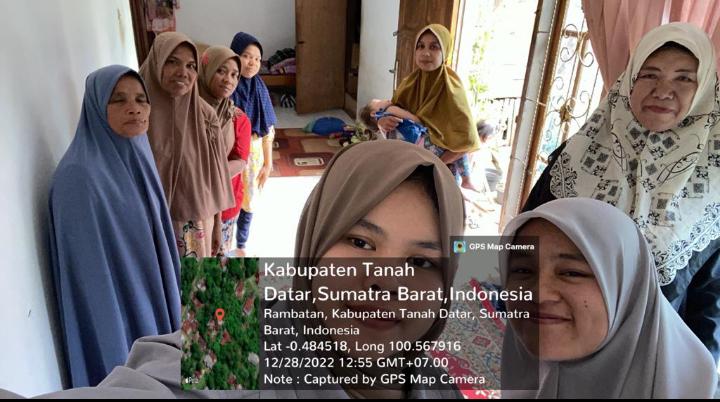 GPS Map Camera
Kabupaten Tanah
Datar,Sumatra Barat,Indonesia
Rambatan, Kabupaten Tanah Datar, Sumatra
Barat, Indonesia
Lat -0.484518, Long 100.567916
12/28/2022 12:55 GMT+07.00
Note : Captured by GPS Map Camera